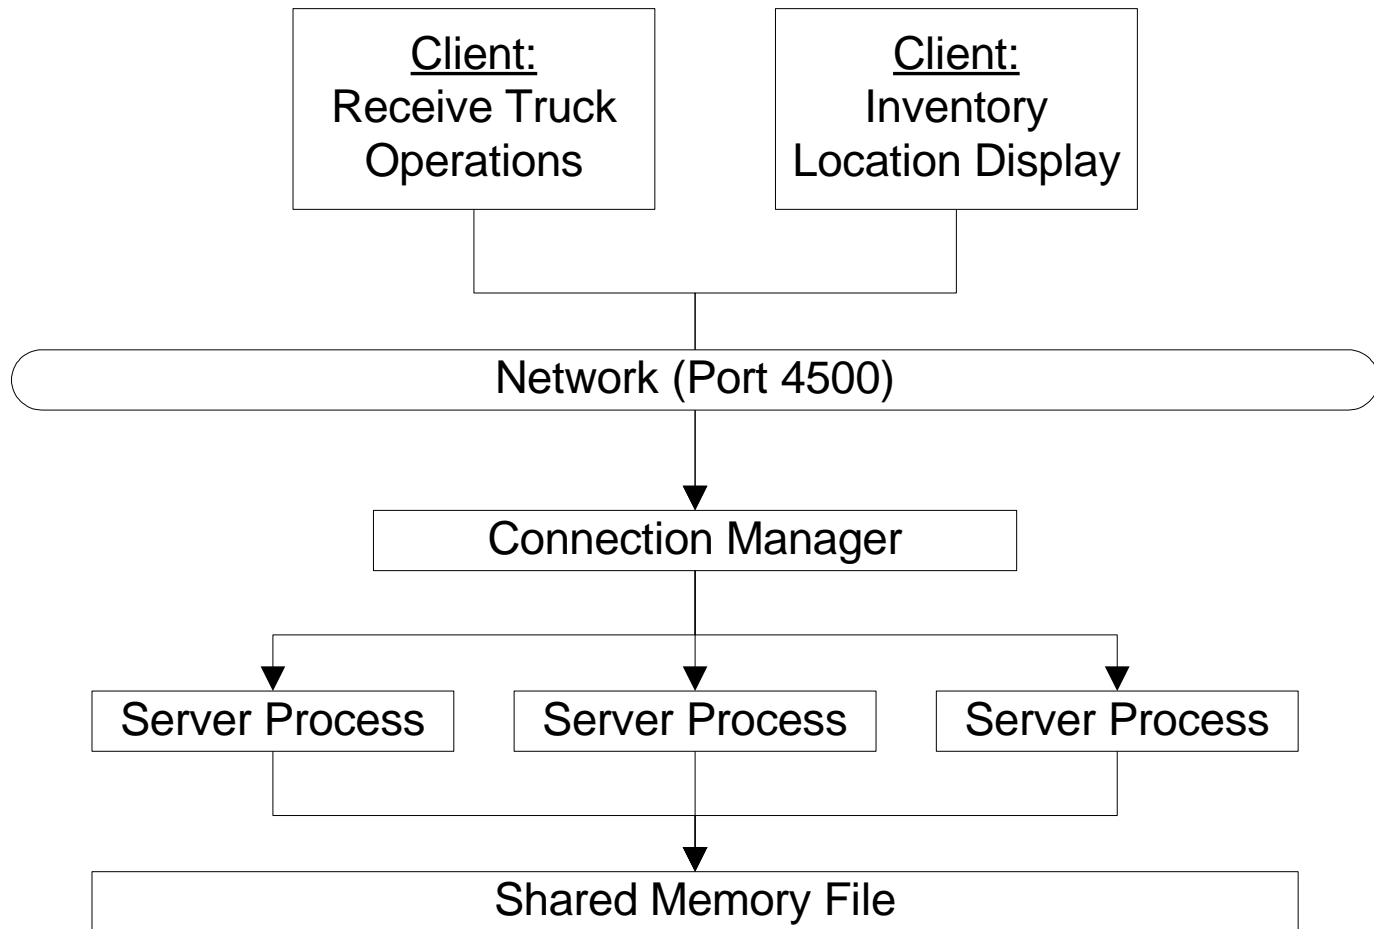 Client:
Receive Truck
Operations
Client:
Inventory
Location Display
Network (Port 4500)
Connection Manager
Server Process
Server Process
Server Process
Shared Memory File